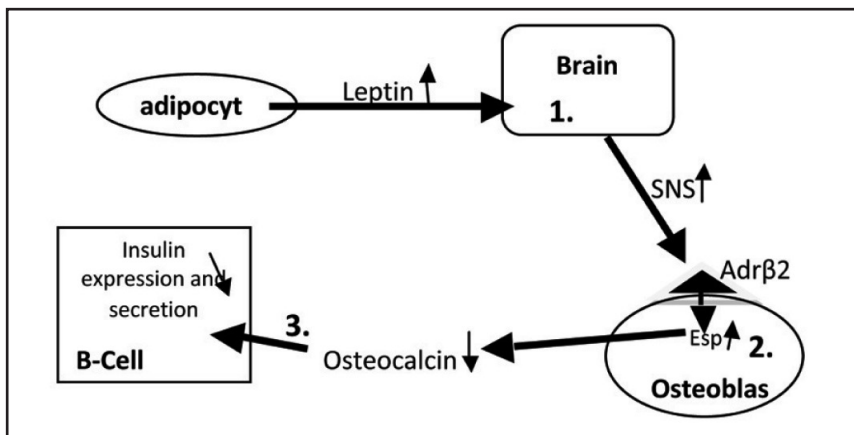 Brain
Leptin
adipocyt
1.
SNS
Insulin
expression and
secretion
Adrβ2
3.
B-Cell
Osteocalcin
Esp
2.
Osteoblas